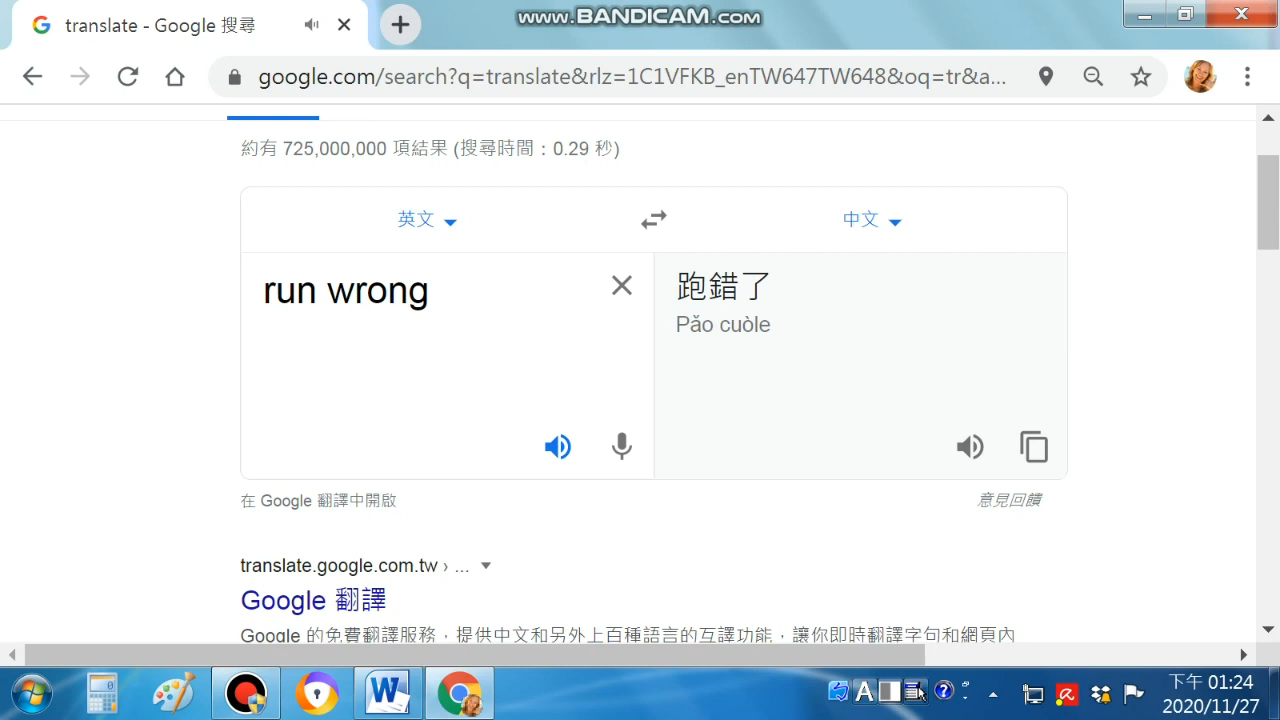 translate - Google 搜尋
www.BANDICAM.com
google.com/search?q=translate&rlz=1C1VFKB_enTW647TW648&oq=tr&a...
約有 725,000,000 項結果 (搜尋時間：0.29 秒)
英文
中文
run wrong
跑錯了
Pǎo cuòle
在 Google 翻譯中開啟
意見回饋
translate.google.com.tw › ...
Google 翻譯
Google 的免費翻譯服務，提供中文和另外上百種語言的互譯功能，讓你即時翻譯字句和網頁內
下午 01:24
2020/11/27